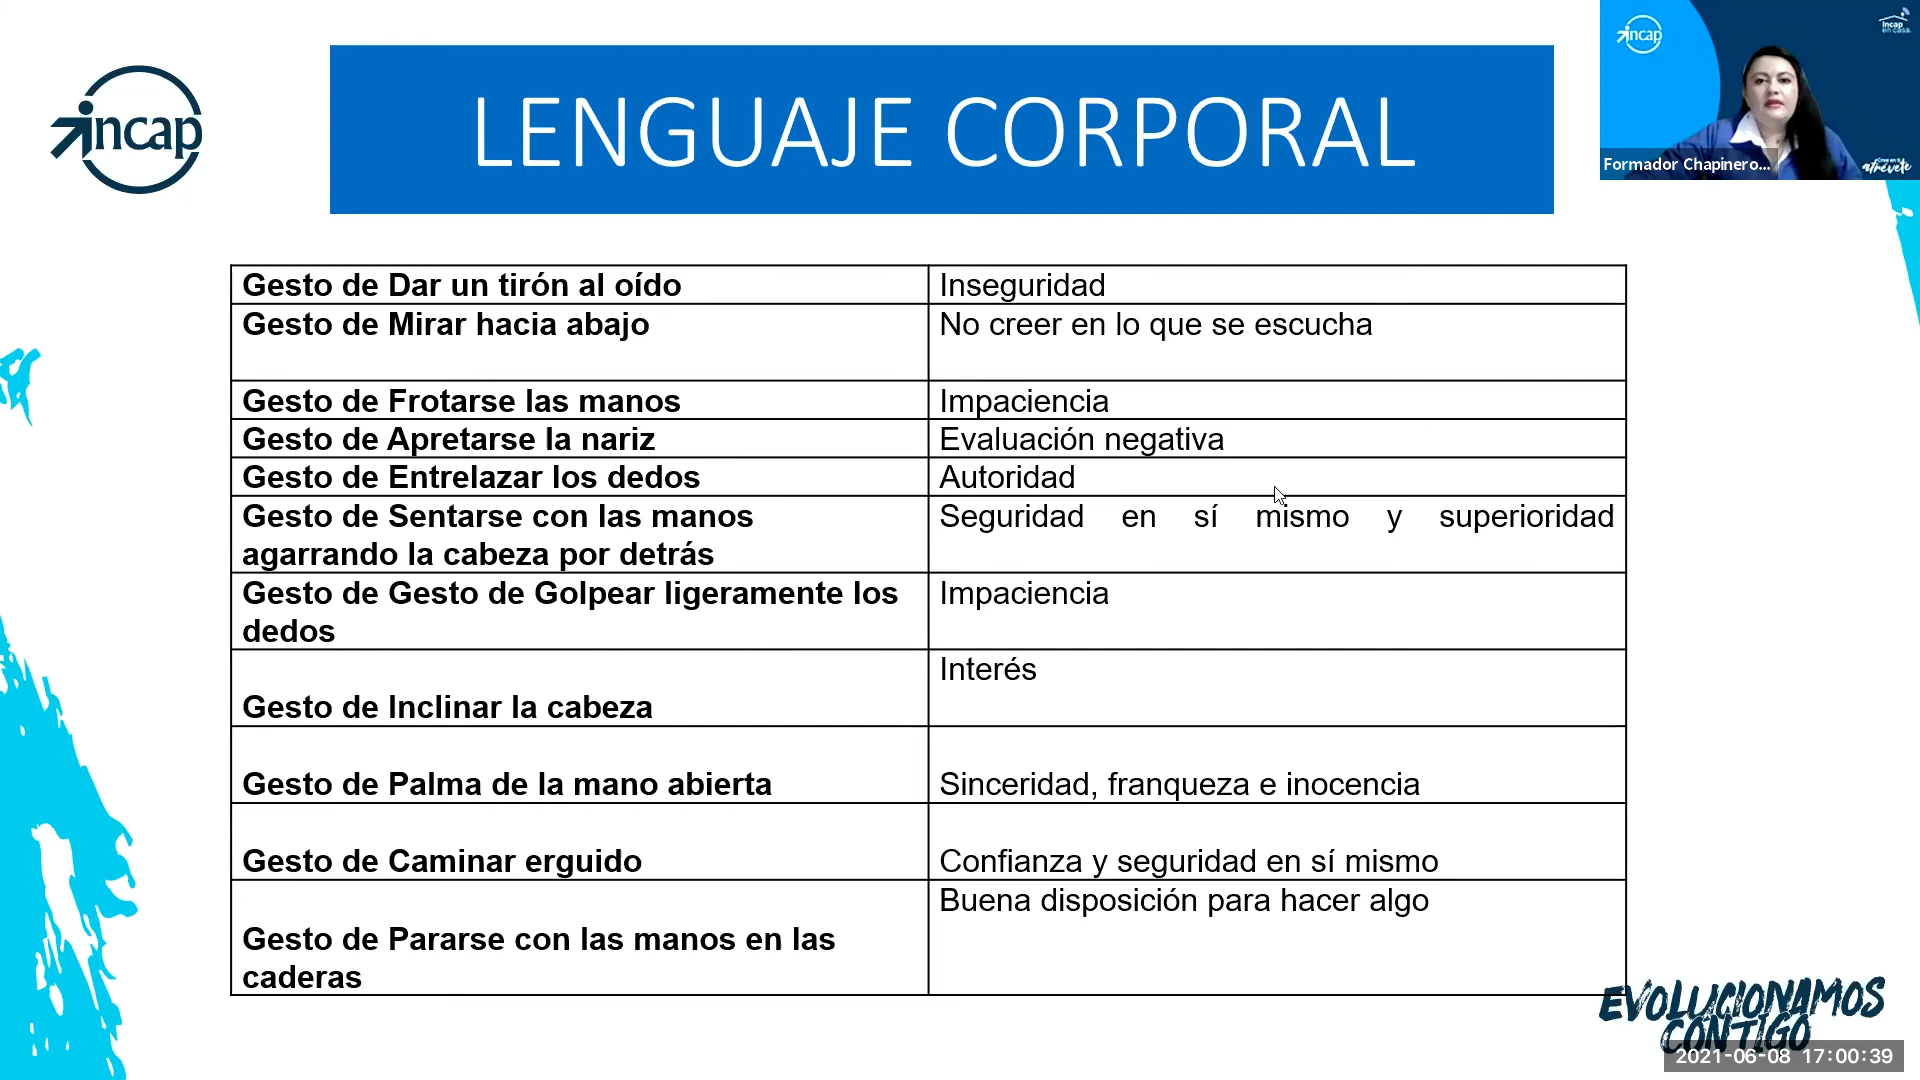 incap
LENGUAJE CORPORAL
incap
incap
en casa.
Formador Chapinero...
atrévete
Gesto de Dar un tirón al oído
Inseguridad
Gesto de Mirar hacia abajo
No creer en lo que se escucha
Gesto de Frotarse las manos
Impaciencia
Gesto de Apretarse la nariz
Evaluación negativa
Gesto de Entrelazar los dedos
Autoridad
Gesto de Sentarse con las manos
agarrando la cabeza por detrás
Seguridad en sí mismo y superioridad
Gesto de Gesto de Golpear ligeramente los
dedos
Impaciencia
Gesto de Inclinar la cabeza
Interés
Gesto de Palma de la mano abierta
Sinceridad, franqueza e inocencia
Gesto de Caminar erguido
Confianza y seguridad en sí mismo
Gesto de Pararse con las manos en las
caderas
Buena disposición para hacer algo
EVOLUCIONAMOS
CONTIGO
2021-06-08 17:00:39